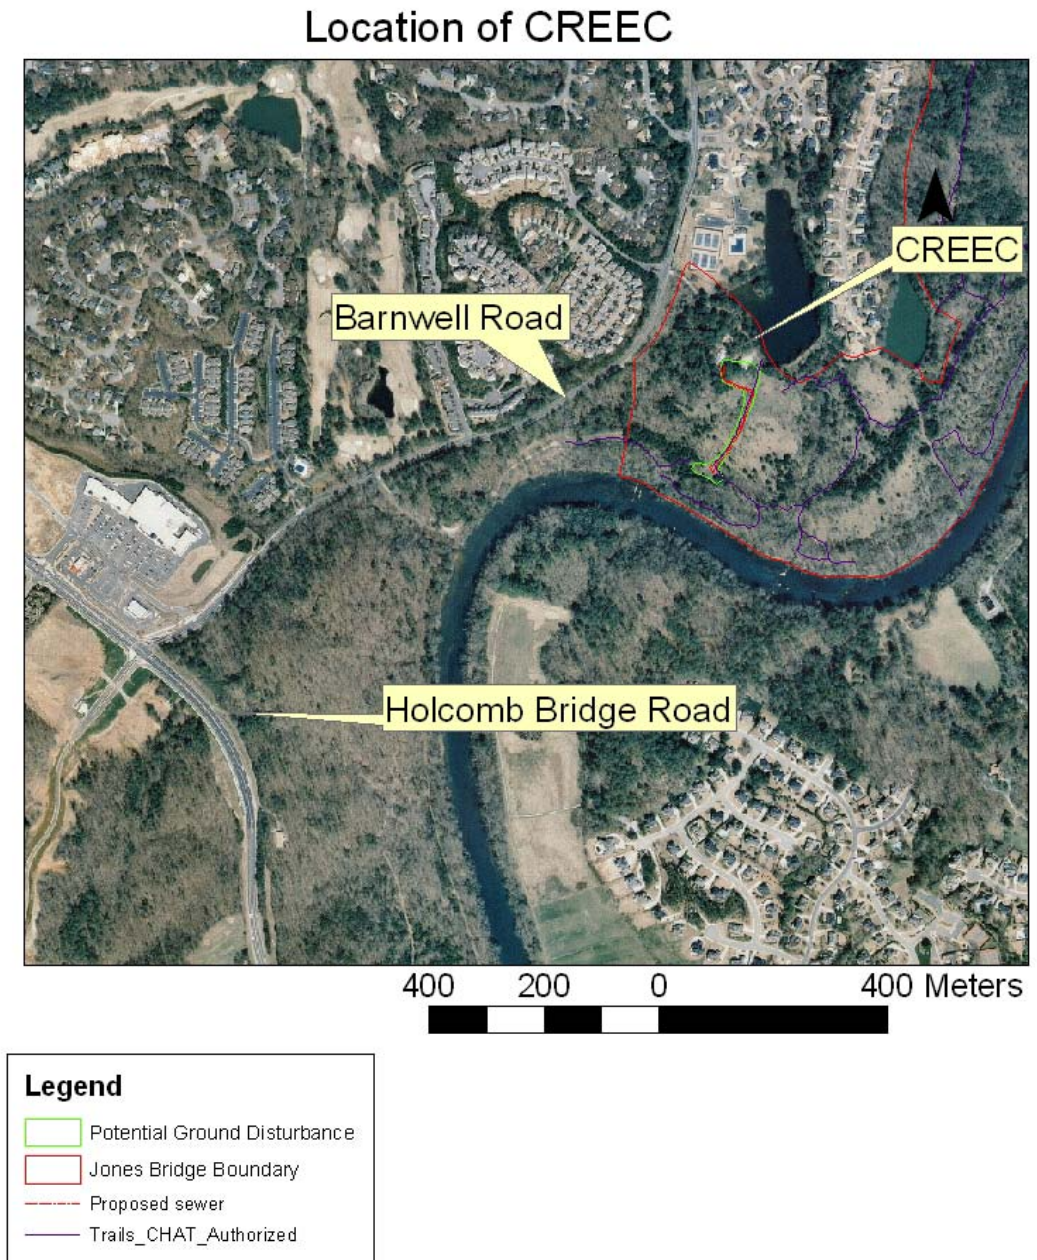 Location of CREEC
CREEC
Barnwell Road
Holcomb Bridge Road
400 200 0 400 Meters
Legend
Potential Ground Disturbance
Jones Bridge Boundary
Proposed sewer
Trails_CHAT_Authorized